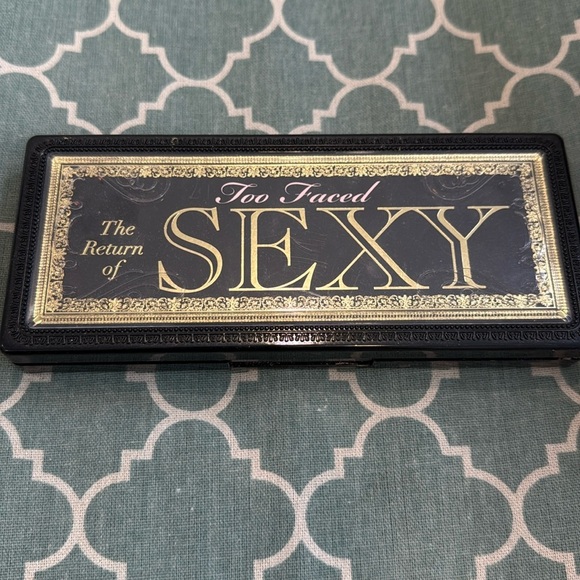 Too Faced
The
Return
of
SEXY